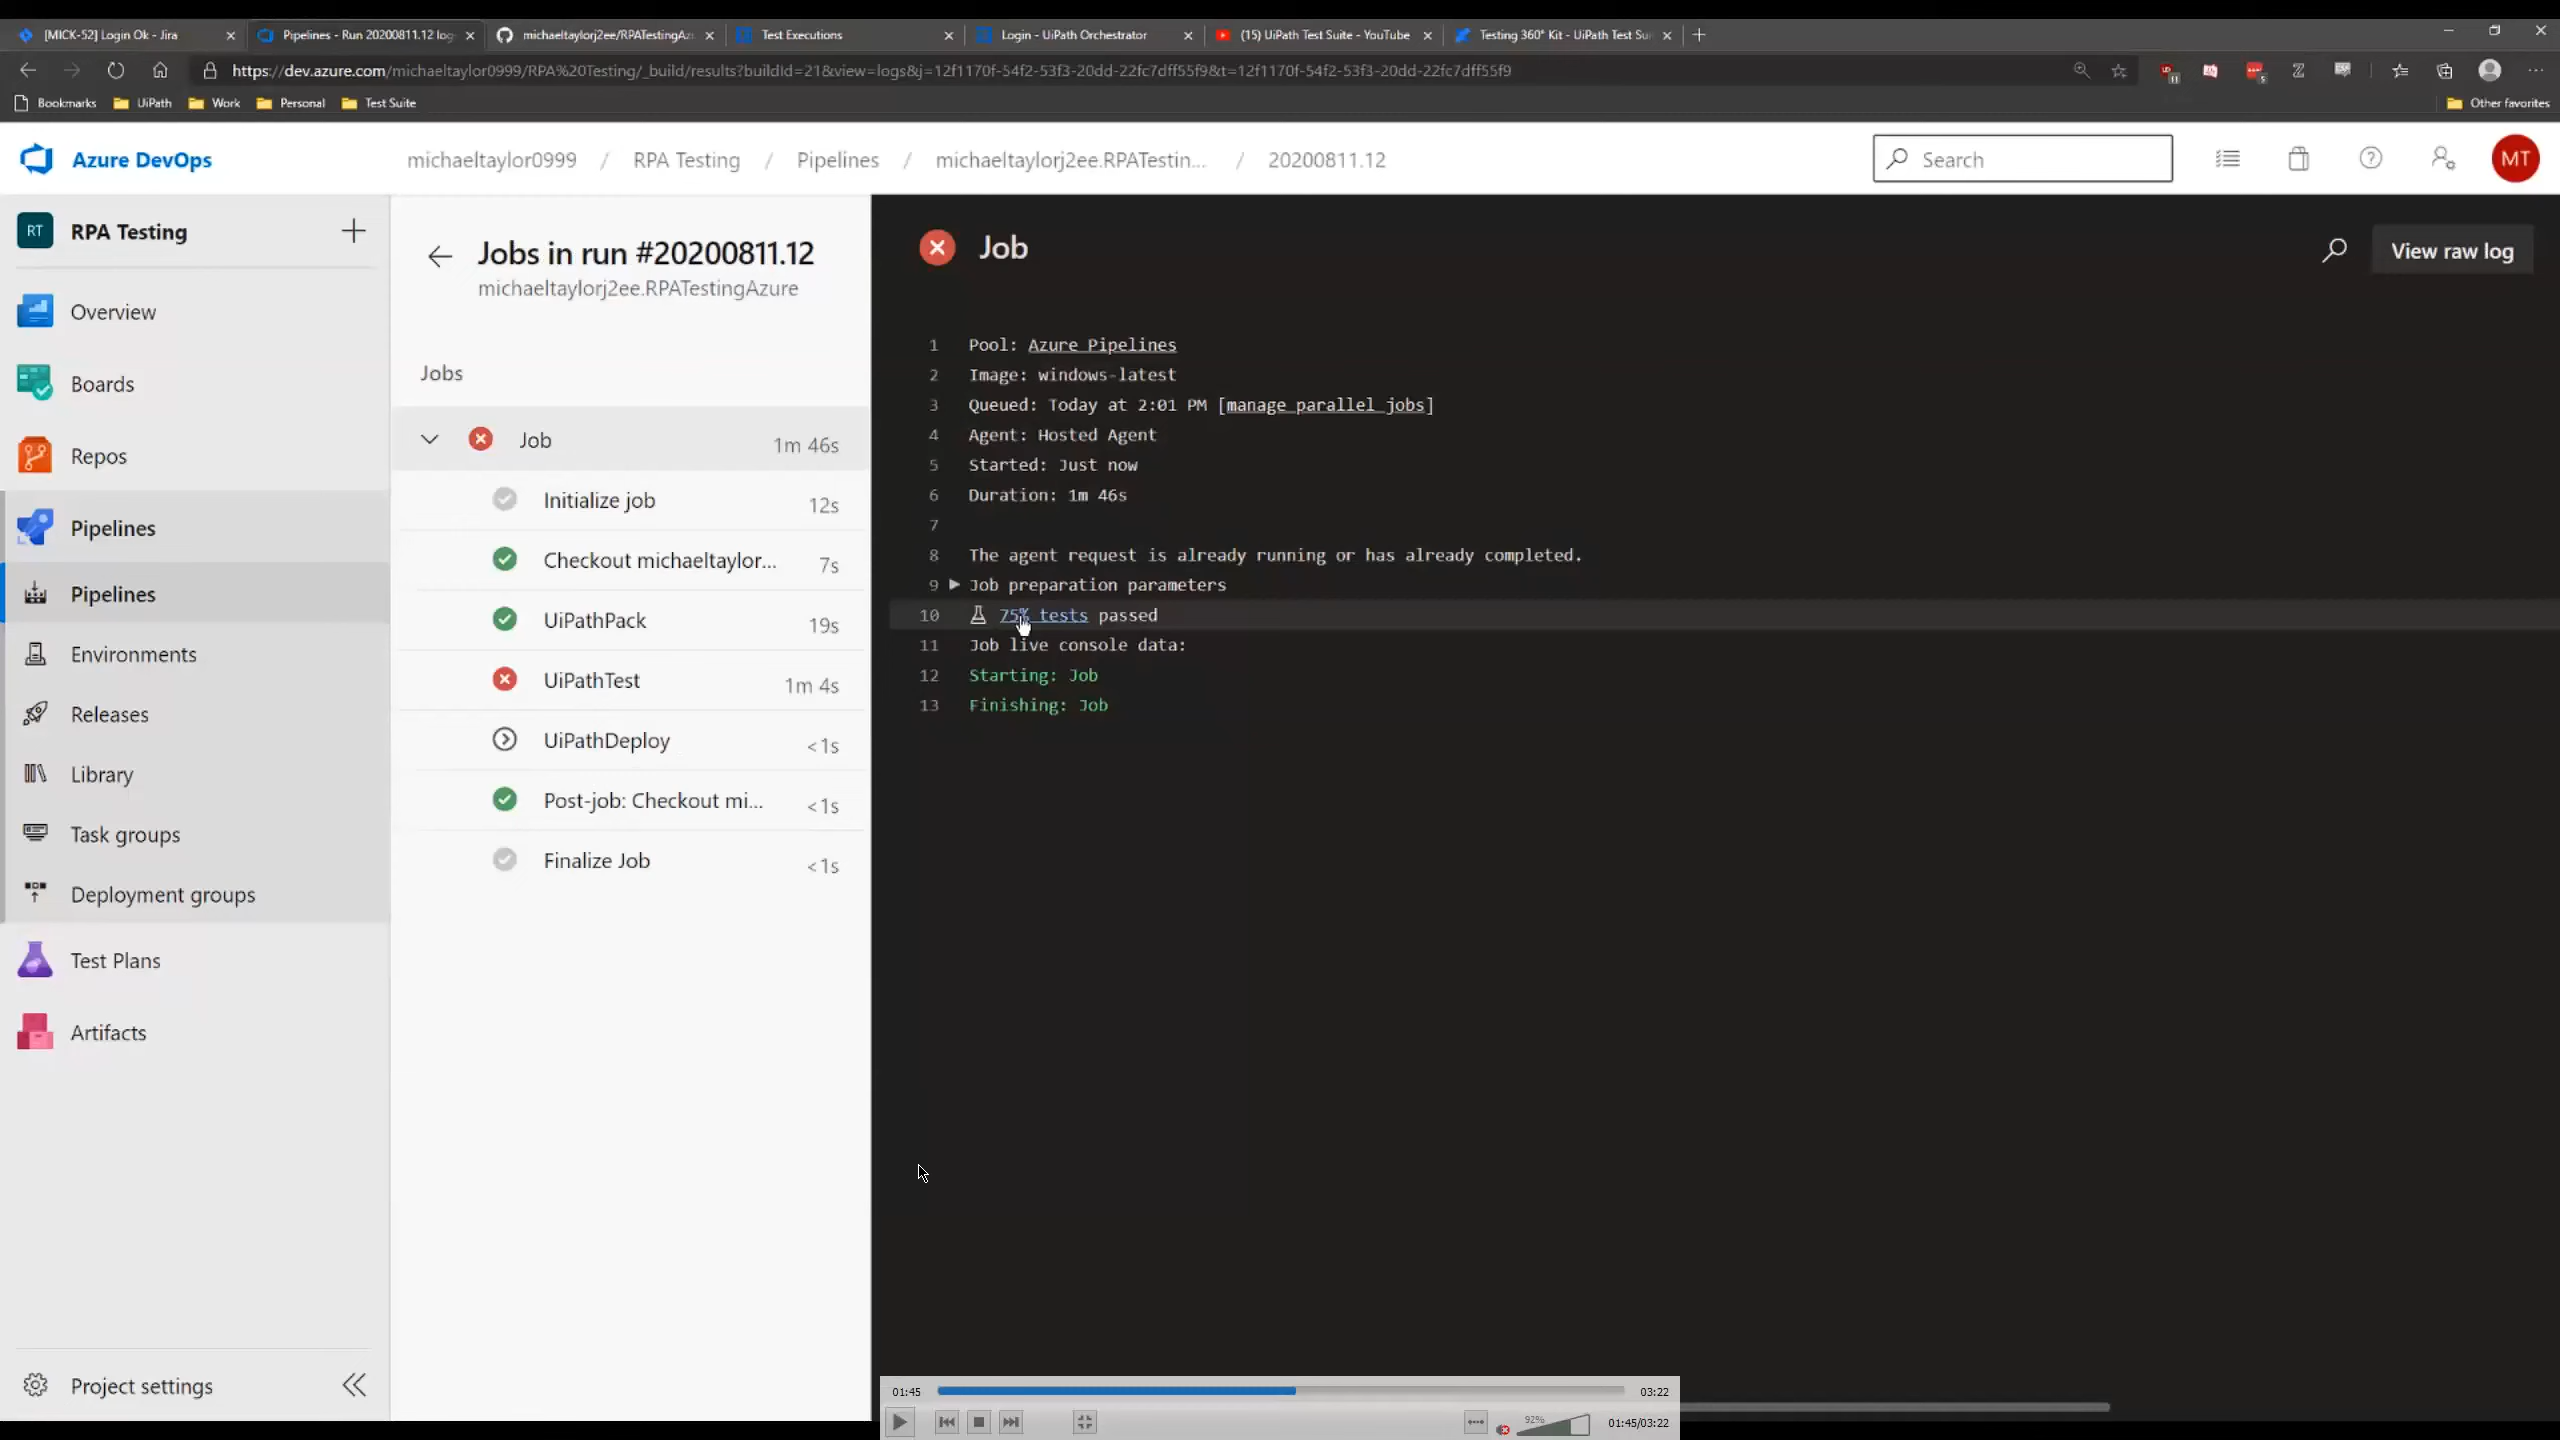 [MICK-52] Login Ok - Jira
Pipelines - Run 20200811.12 log
michaeltaylorj2ee/RPATestingAz
Test Executions
Login - UiPath Orchestrator
(15) UiPath Test Suite - YouTube
Testing 360° Kit - UiPath Test Sui
https://dev.azure.com/michaeltaylor0999/RPA%20Testing/_build/results?buildId=21&view=logs&j=12f1170f-54f2-53f3-20dd-22fc7dff55f9&t=12f1170f-54f2-53f3-20dd-22fc7dff55f9
Bookmarks
UiPath
Work
Personal
Test Suite
Other favorites
Azure DevOps
michaeltaylor0999 / RPA Testing / Pipelines / michaeltaylorj2ee.RPATestin... / 20200811.12
Search
MT
RT
RPA Testing
Overview
Boards
Repos
Pipelines
Pipelines
Environments
Releases
Library
Task groups
Deployment groups
Test Plans
Artifacts
Project settings
Jobs in run #20200811.12
michaeltaylorj2ee.RPATestingAzure
Jobs
Job 1m 46s
Initialize job 12s
Checkout michaeltaylor... 7s
UiPathPack 19s
UiPathTest 1m 4s
UiPathDeploy <1s
Post-job: Checkout mi... <1s
Finalize Job <1s
Job
View raw log
1 Pool: Azure Pipelines
2 Image: windows-latest
3 Queued: Today at 2:01 PM [manage parallel jobs]
4 Agent: Hosted Agent
5 Started: Just now
6 Duration: 1m 46s
7
8 The agent request is already running or has already completed.
9 Job preparation parameters
10 75% tests passed
11 Job live console data:
12 Starting: Job
13 Finishing: Job
01:45
03:22
92%
01:45/03:22